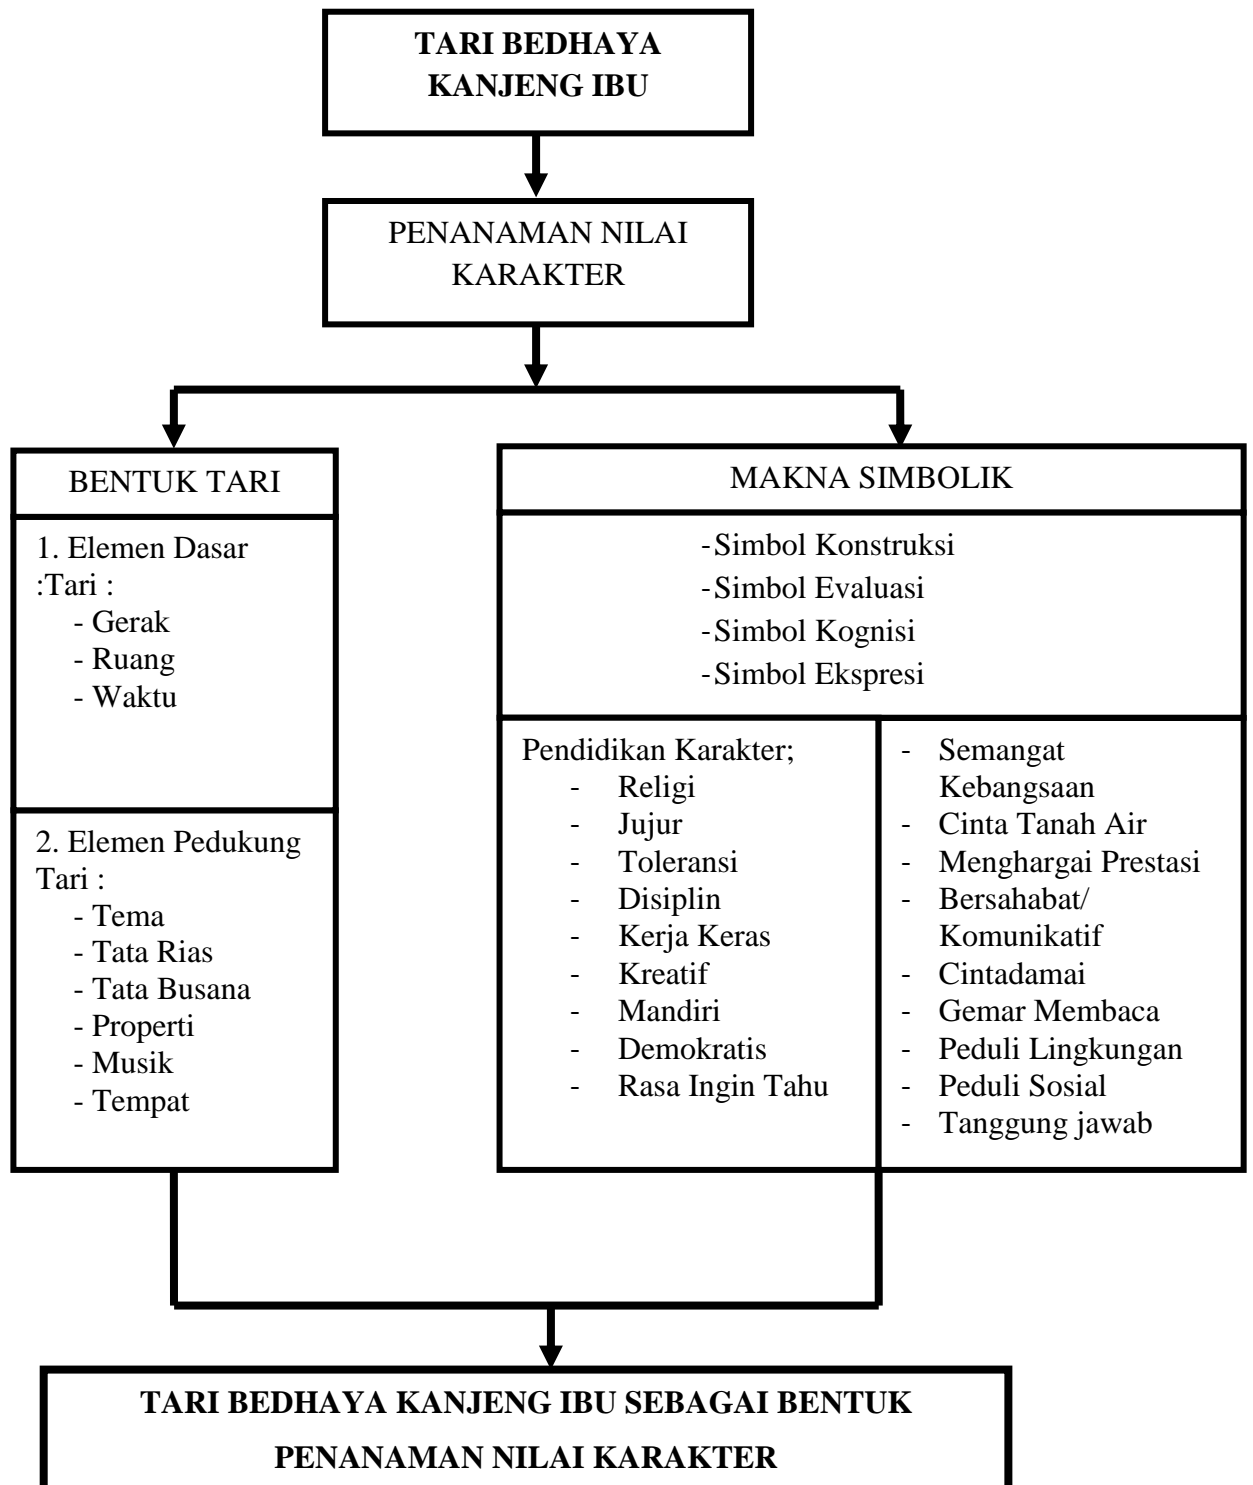 TARI BEDHAYA
KANJENG IBU
PENANAMAN NILAI
KARAKTER
BENTUK TARI
1. Elemen Dasar
:Tari :
- Gerak
- Ruang
- Waktu
2. Elemen Pedukung
Tari :
- Tema
- Tata Rias
- Tata Busana
- Properti
- Musik
- Tempat
MAKNA SIMBOLIK
-Simbol Konstruksi
-Simbol Evaluasi
-Simbol Kognisi
-Simbol Ekspresi
Pendidikan Karakter;
- Religi
- Jujur
- Toleransi
- Disiplin
- Kerja Keras
- Kreatif
- Mandiri
- Demokratis
- Rasa Ingin Tahu
- Semangat
Kebangsaan
- Cinta Tanah Air
- Menghargai Prestasi
- Bersahabat/
Komunikatif
- Cintadamai
- Gemar Membaca
- Peduli Lingkungan
- Peduli Sosial
- Tanggung jawab
TARI BEDHAYA KANJENG IBU SEBAGAI BENTUK
PENANAMAN NILAI KARAKTER